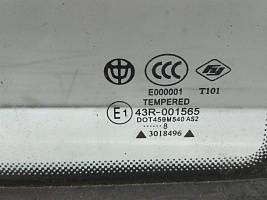 CCC
E000001 T101
TEMPERED
E1 43R-001565
DOT459M540 AS2
......8
▲ 3018496 ▲